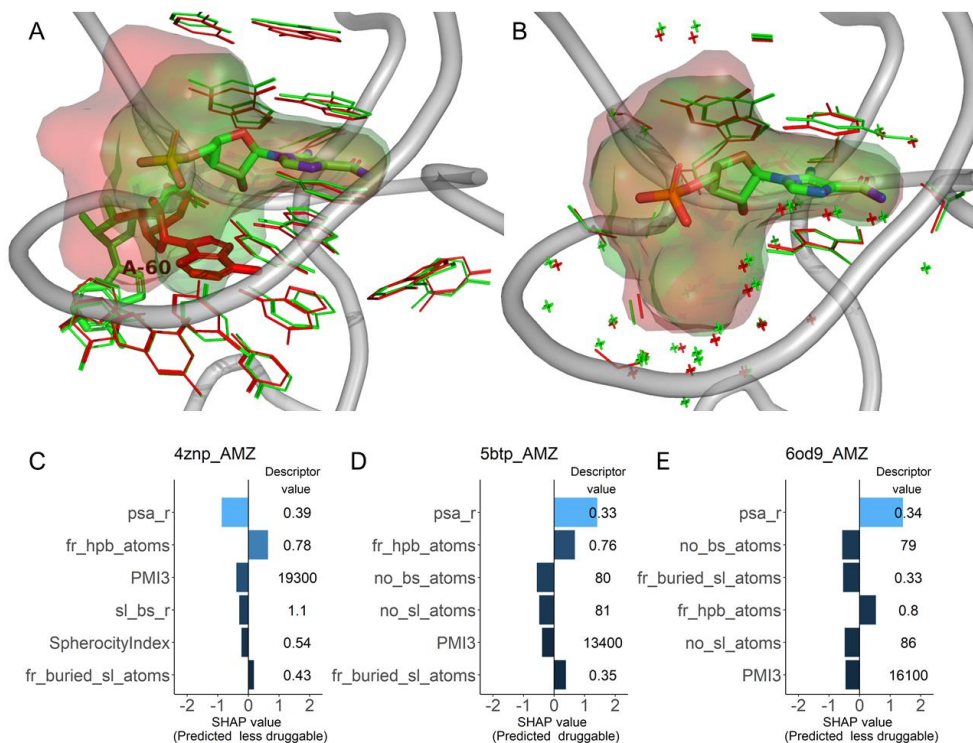 A
B
A-60
C
4znp_AMZ
Descriptor
value
psa_r
0.39
fr_hpb_atoms
0.78
PMI3
19300
sl_bs_r
1.1
SpherocityIndex
0.54
fr_buried_sl_atoms
0.43
-2 -1 0 1 2
SHAP value
(Predicted less druggable)
D
5btp_AMZ
Descriptor
value
psa_r
0.33
fr_hpb_atoms
0.76
no_bs_atoms
80
no_sl_atoms
81
PMI3
13400
fr_buried_sl_atoms
0.35
-2 -1 0 1 2
SHAP value
(Predicted druggable)
E
6od9_AMZ
Descriptor
value
psa_r
0.34
no_bs_atoms
79
fr_buried_sl_atoms
0.33
fr_hpb_atoms
0.8
no_sl_atoms
86
PMI3
16100
-2 -1 0 1 2
SHAP value
(Predicted less druggable)